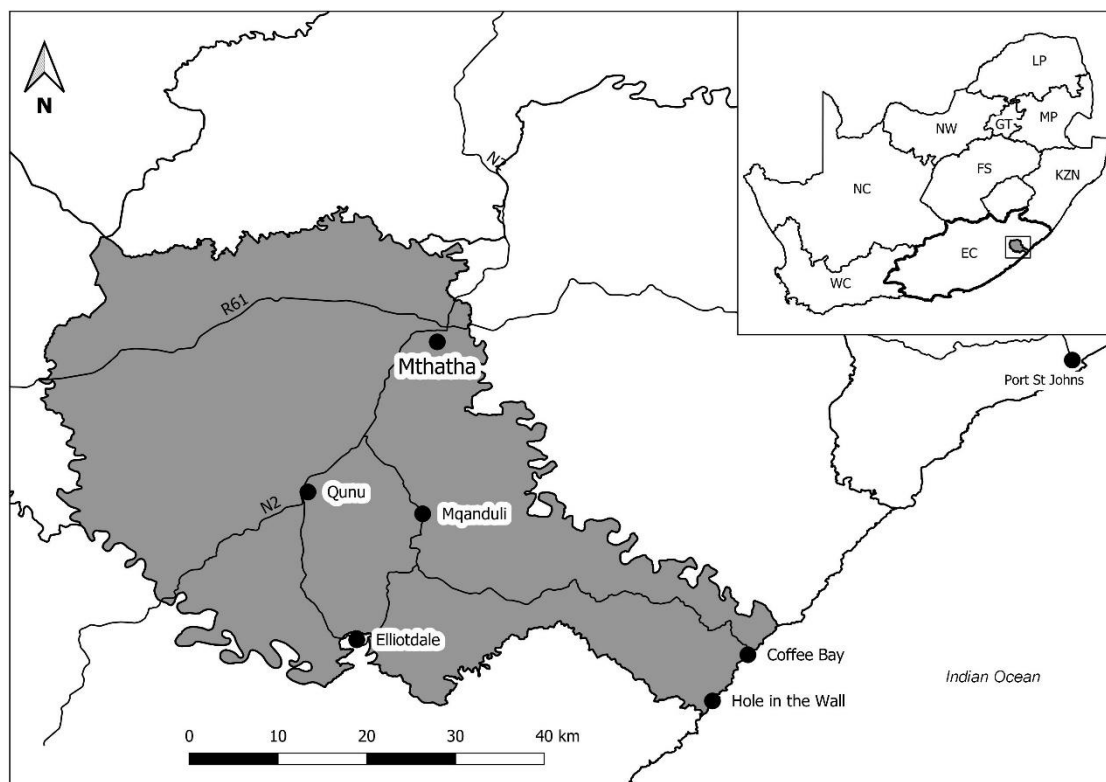 N
N2
R61
Mthatha
Qunu
N2
Mqanduli
Elliotdale
Coffee Bay
Hole in the Wall
Port St Johns
Indian Ocean
0 10 20 30 40 km
LP
NW
GT
MP
FS
KZN
NC
EC
WC